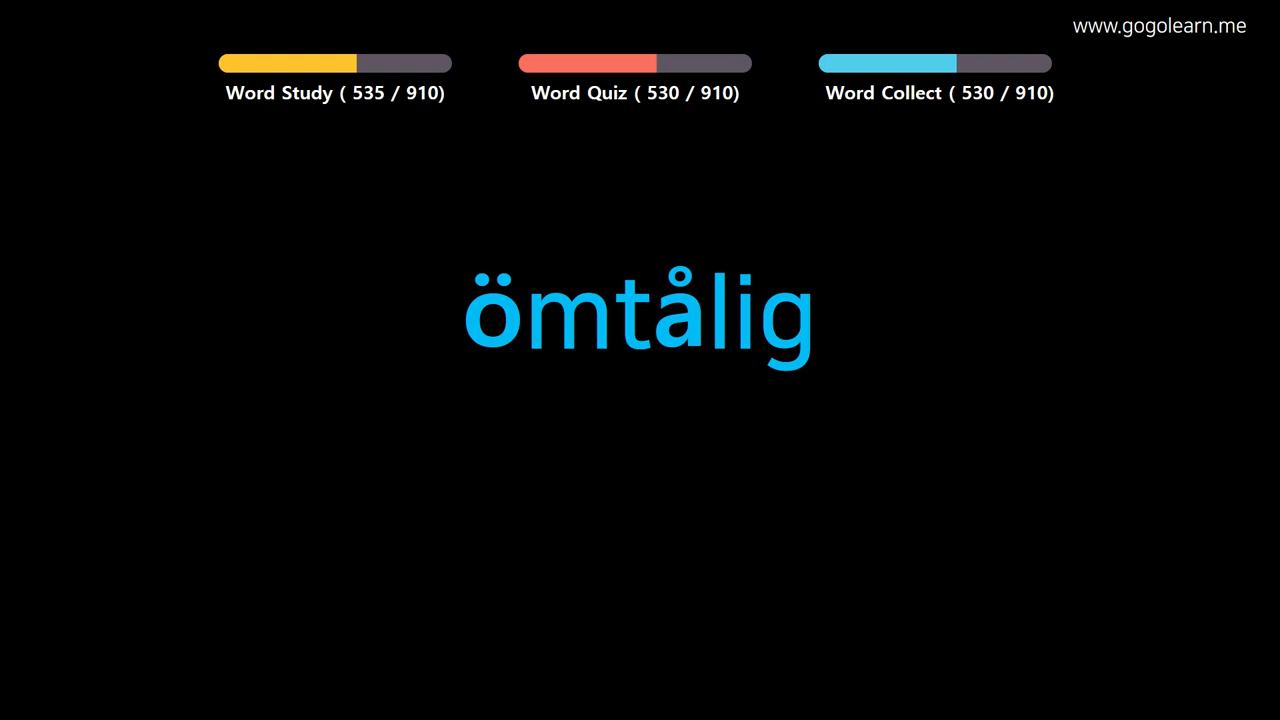 www.gogolearn.me
Word Study ( 535 / 910)
Word Quiz ( 530 / 910)
Word Collect ( 530 / 910)
ömtålig